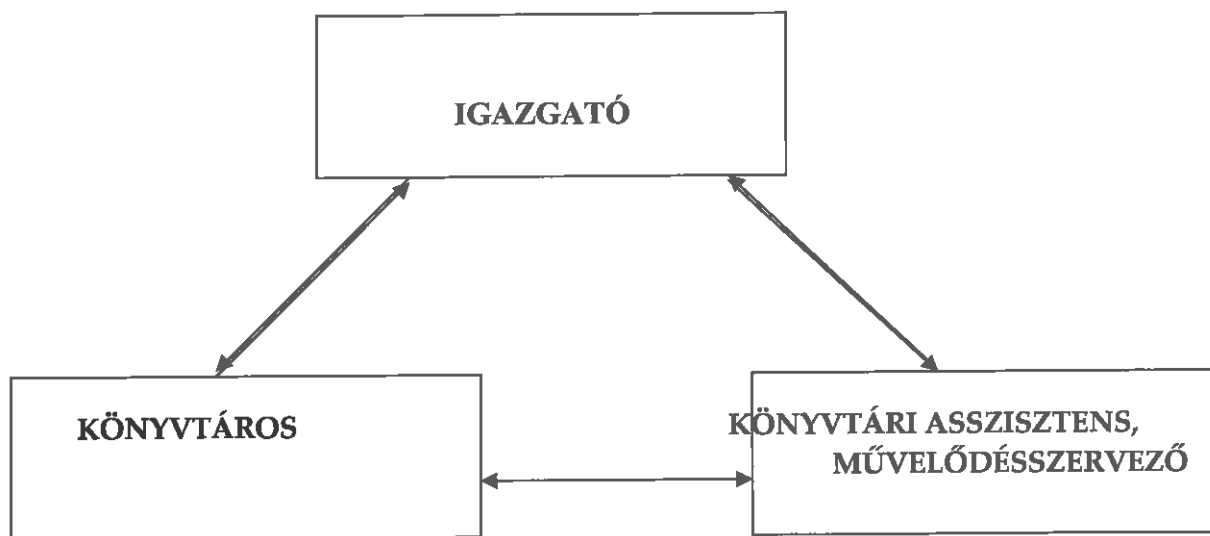 IGAZGATÓ
KÖNYVTÁROS
KÖNYVTÁRI ASSZISZTENS,
MŰVELŐDÉSSZERVEZŐ